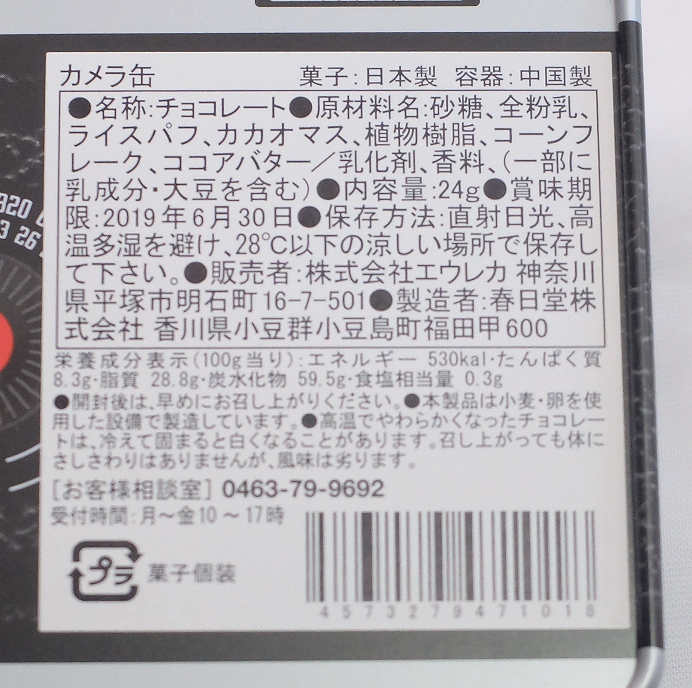 カメラ缶 菓子:日本製 容器:中国製
●名称:チョコレート●原材料名:砂糖、全粉乳、
ライスパフ、カカオマス、植物樹脂、コーンフ
レーク、ココアバター／乳化剤、香料、(一部に
乳成分・大豆を含む)●内容量:24g●賞味期
限:2019年6月30日●保存方法:直射日光、高
温多湿を避け、28℃以下の涼しい場所で保存し
て下さい。●販売者:株式会社エウレカ 神奈川
県平塚市明石町16-7-501●製造者:春日堂株
式会社 香川県小豆群小豆島町福田甲600
栄養成分表示(100g当り):エネルギー 530kal・たんぱく質
8.3g・脂質 28.8g・炭水化物 59.5g・食塩相当量 0.3g
●開封後は、早めにお召し上がりください。●本製品は小麦・卵を使
用した設備で製造しています。●高温でやわらかくなったチョコレー
トは、冷えて固まると白くなることがあります。召し上がっても体に
さしさわりはありませんが、風味は劣ります。
[お客様相談室] 0463-79-9692
受付時間:月～金10～17時
プラ 菓子個装
4573279471018
320
3 26